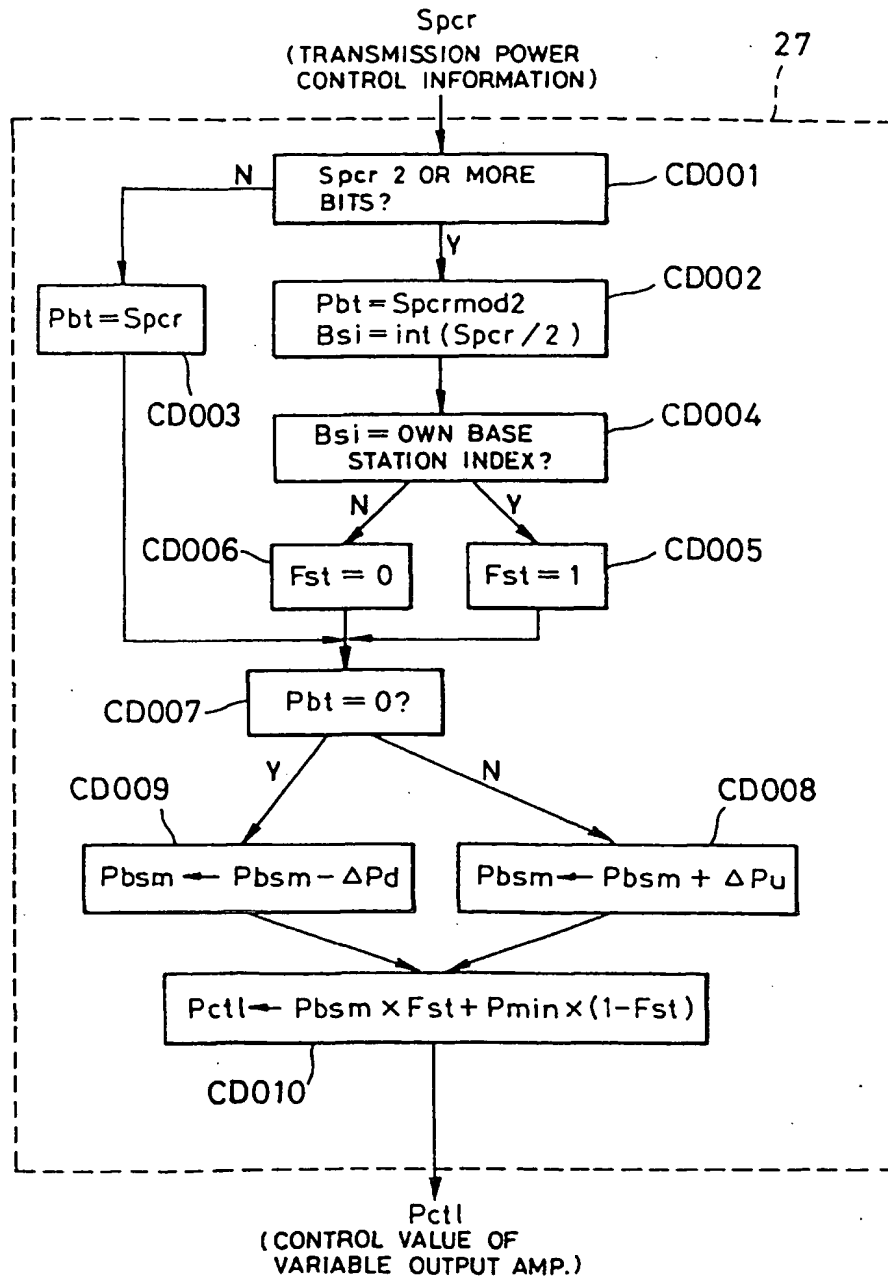 Spcr
(TRANSMISSION POWER
CONTROL INFORMATION)
27
N
Spcr 2 OR MORE
BITS?
CD001
Y
Pbt = Spcr
Pbt = Spcrmod2
Bsi = int (Spcr / 2)
CD002
CD003
Bsi = OWN BASE
STATION INDEX?
CD004
N
Y
CD006
Fst = 0
Fst = 1
CD005
CD007
Pbt = 0?
Y
N
CD009
CD008
Pbsm ← Pbsm − ΔPd
Pbsm ← Pbsm + ΔPu
Pctl ← Pbsm × Fst + Pmin × (1-Fst)
CD010
Pctl
(CONTROL VALUE OF
VARIABLE OUTPUT AMP.)